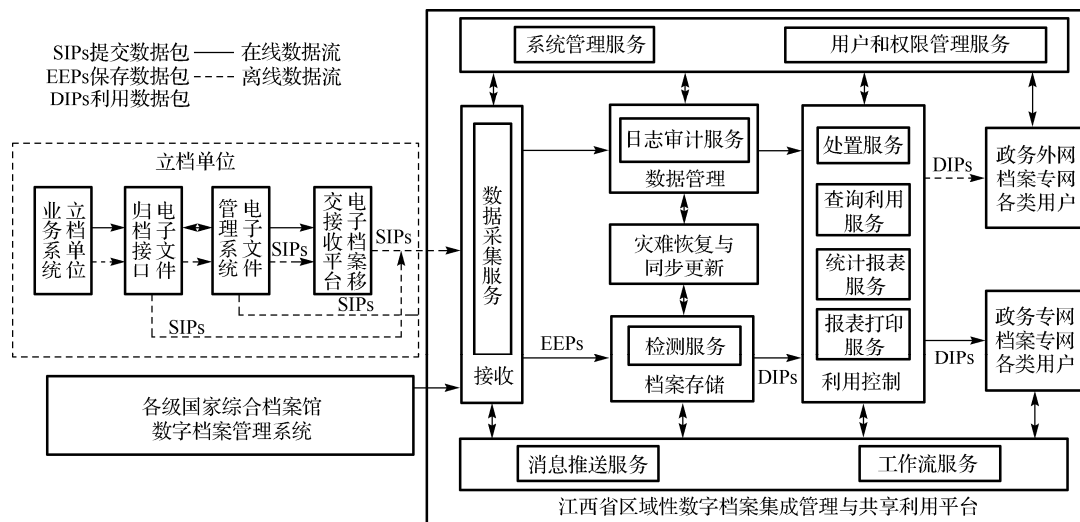 SIPs提交数据包
在线数据流
EEPs保存数据包
离线数据流
DIPs利用数据包
系统管理服务
用户和权限管理服务
立档单位
立档单位
业务系统
电子文件
归档接口
电子文件
管理系统
SIPs
电子档案移
交接收平台
SIPs
SIPs
SIPs
各级国家综合档案馆
数字档案管理系统
数据采集服务
接收
EEPs
日志审计服务
数据管理
灾难恢复与
同步更新
检测服务
档案存储
DIPs
处置服务
查询利用
服务
统计报表
服务
报表打印
服务
利用控制
DIPs
政务外网
档案专网
各类用户
DIPs
政务专网
档案专网
各类用户
消息推送服务
工作流服务
江西省区域性数字档案集成管理与共享利用平台